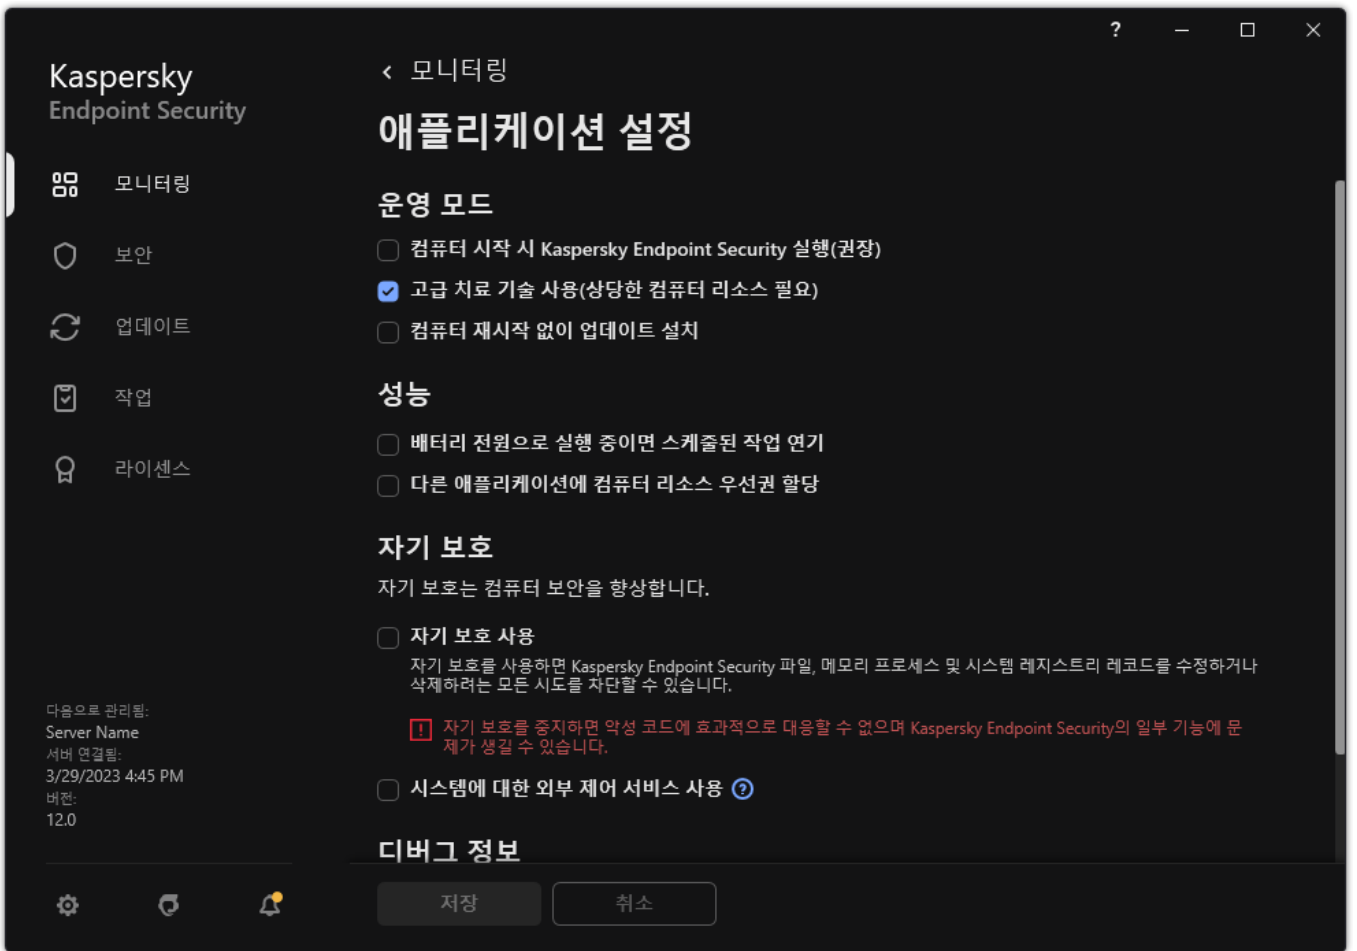 ?
Kaspersky
Endpoint Security
모니터링
보안
업데이트
작업
라이센스
다음으로 관리됨:
Server Name
서버 연결됨:
3/29/2023 4:45 PM
버전:
12.0
모니터링
애플리케이션 설정
운영 모드
컴퓨터 시작 시 Kaspersky Endpoint Security 실행(권장)
고급 치료 기술 사용(상당한 컴퓨터 리소스 필요)
컴퓨터 재시작 없이 업데이트 설치
성능
배터리 전원으로 실행 중이면 스케줄된 작업 연기
다른 애플리케이션에 컴퓨터 리소스 우선권 할당
자기 보호
자기 보호는 컴퓨터 보안을 향상합니다.
자기 보호 사용
자기 보호를 사용하면 Kaspersky Endpoint Security 파일, 메모리 프로세스 및 시스템 레지스트리 레코드를 수정하거나
삭제하려는 모든 시도를 차단할 수 있습니다.
자기 보호를 중지하면 악성 코드에 효과적으로 대응할 수 없으며 Kaspersky Endpoint Security의 일부 기능에 문
제가 생길 수 있습니다.
시스템에 대한 외부 제어 서비스 사용 ?
디버그 정보
저장
취소